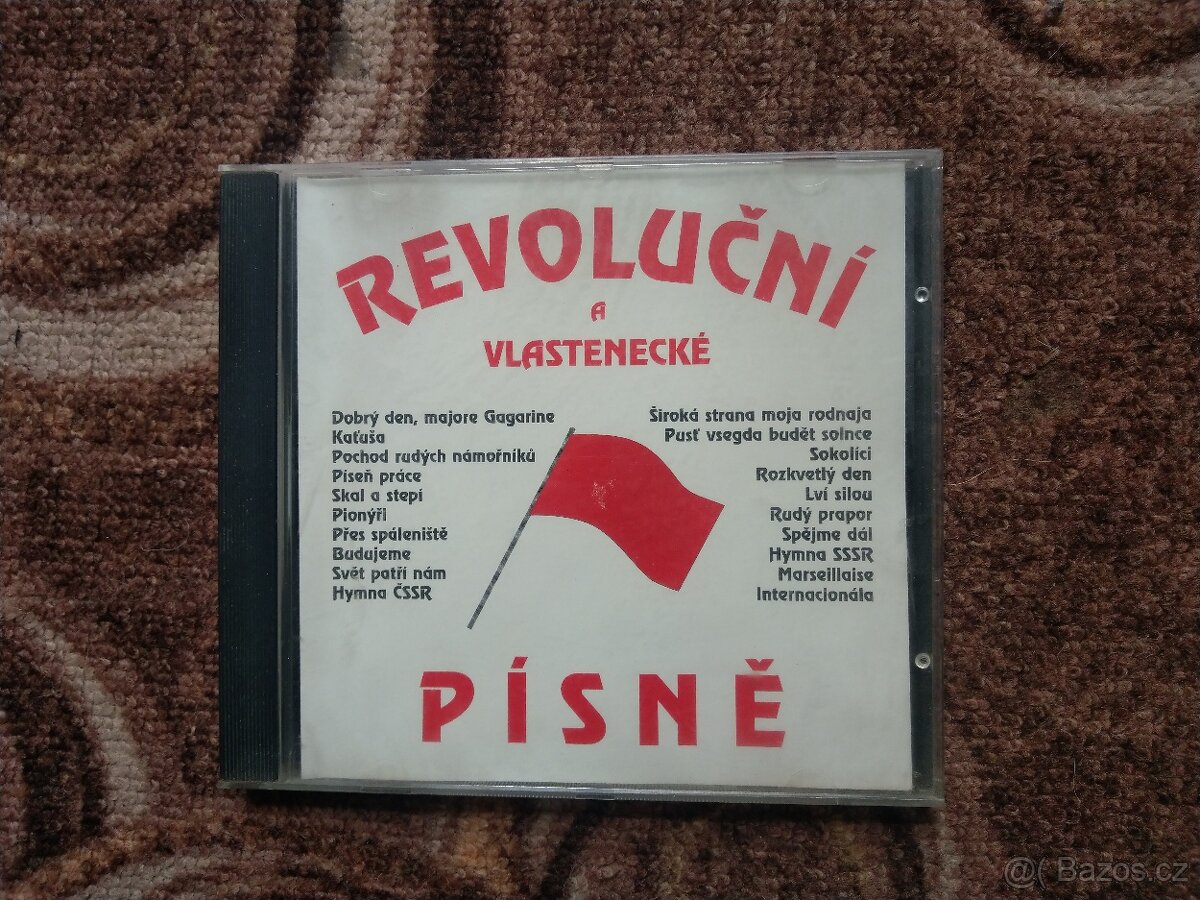 REVOLUČNÍ
A
VLASTENECKÉ
Dobrý den, majore Gagarine
Kaťuša
Pochod rudých námořníků
Píseň práce
Skal a stepí
Pionýři
Přes spáleniště
Budujeme
Svět patří nám
Hymna ČSSR
Široká strana moja rodnaja
Pusť vsegda budět solnce
Sokolíci
Rozkvetlý den
Lví silou
Rudý prapor
Spějme dál
Hymna SSSR
Marseillaise
Internacionála
PÍSNĚ
@( Bazos.cz